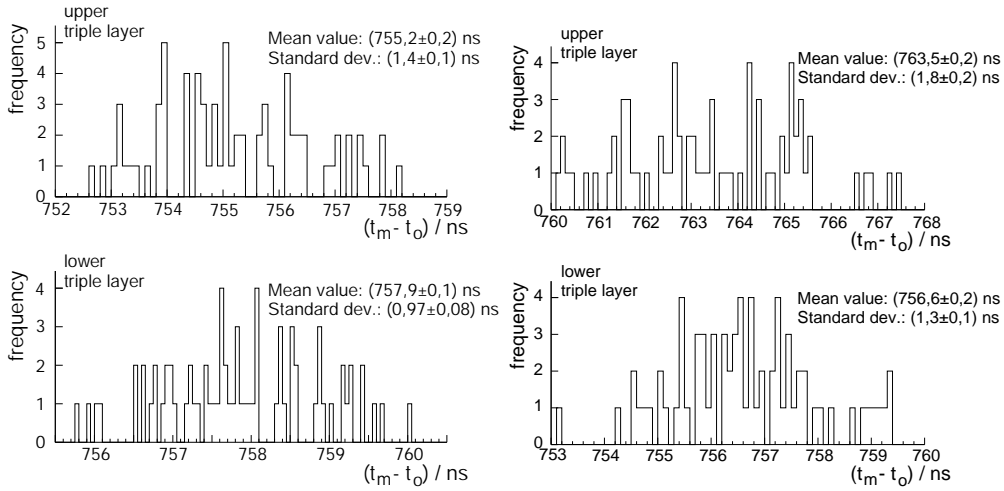 upper
triple layer
Mean value: (755,2±0,2) ns
Standard dev.: (1,4±0,1) ns
frequency
5
4
3
2
1
0
752 753 754 755 756 757 758 759
(tm- to) / ns
upper
triple layer
Mean value: (763,5±0,2) ns
Standard dev.: (1,8±0,2) ns
frequency
4
3
2
1
0
760 761 762 763 764 765 766 767 768
(tm- to) / ns
lower
triple layer
Mean value: (757,9±0,1) ns
Standard dev.: (0,97±0,08) ns
frequency
4
3
2
1
0
756 757 758 759 760
(tm- to) / ns
lower
triple layer
Mean value: (756,6±0,2) ns
Standard dev.: (1,3±0,1) ns
frequency
4
3
2
1
0
753 754 755 756 757 758 759 760
(tm- to) / ns